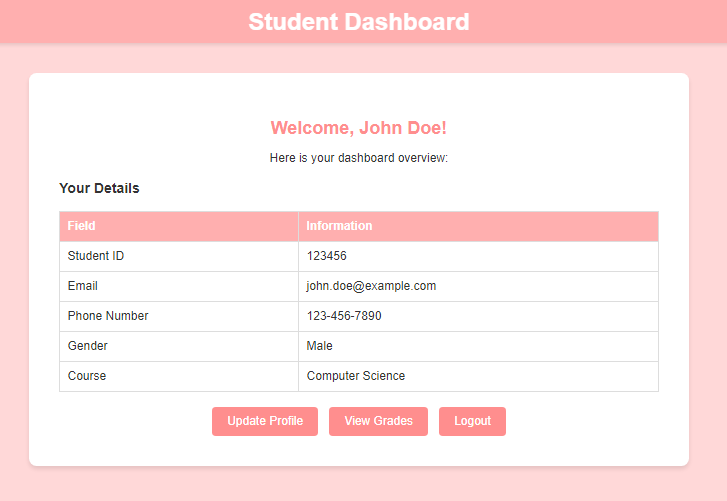 Student Dashboard
Welcome, John Doe!
Here is your dashboard overview:
Your Details
Field Information
Student ID 123456
Email john.doe@example.com
Phone Number 123-456-7890
Gender Male
Course Computer Science
Update Profile View Grades Logout